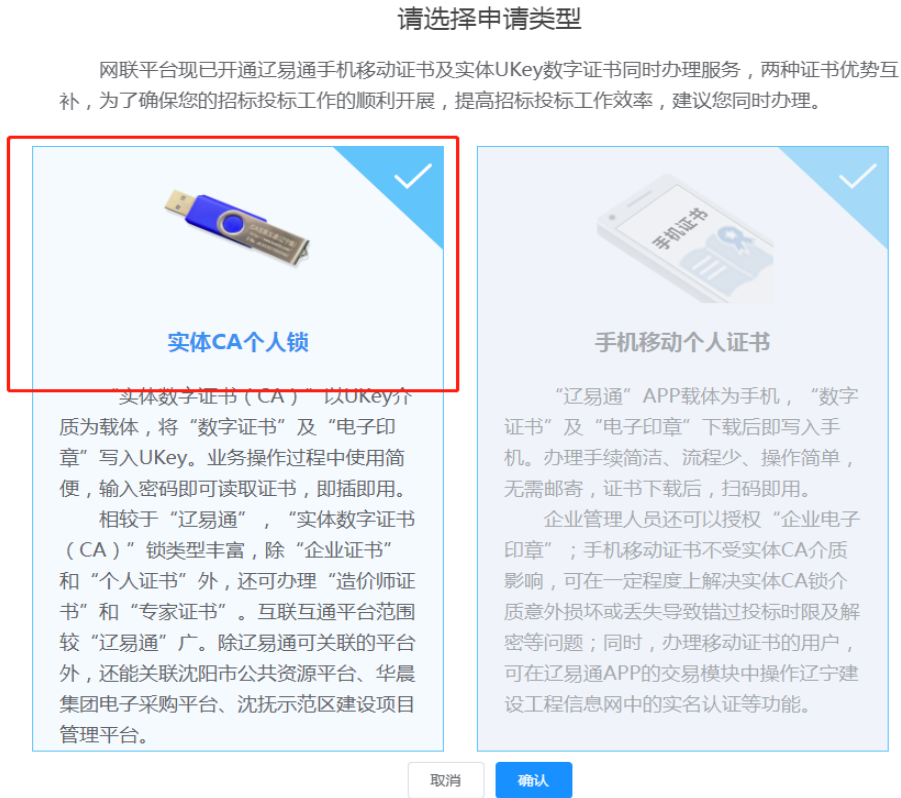 请选择申请类型
网联平台现已开通辽易通手机移动证书及实体UKey数字证书同时办理服务，两种证书优势互
补，为了确保您的招标投标工作的顺利开展，提高招标投标工作效率，建议您同时办理。
实体CA个人锁
“实体数字证书（CA）”以UKey介
质为载体，将“数字证书”及“电子印
章”写入UKey。业务操作过程中使用简
便，输入密码即可读取证书，即插即用。
相较于“辽易通”，“实体数字证书
（CA）”锁类型丰富，除“企业证书”
和“个人证书”外，还可办理“造价师证
书”和“专家证书”。互联互通平台范围
较“辽易通”广。除辽易通可关联的平台
外，还能关联沈阳市公共资源平台、华晨
集团电子采购平台、沈抚示范区建设项目
管理平台。
手机证书
手机移动个人证书
“辽易通”APP载体为手机，“数字
证书”及“电子印章”下载后即写入手
机。办理手续简洁、流程少、操作简单，
无需邮寄，证书下载后，扫码即用。
企业管理人员还可以授权“企业电子
印章”；手机移动证书不受实体CA介质
影响，可在一定程度上解决实体CA锁介
质意外损坏或丢失导致错过投标时限及解
密等问题；同时，办理移动证书的用户，
可在辽易通APP的交易模块中操作辽宁建
设工程信息网中的实名认证等功能。
取消
确认